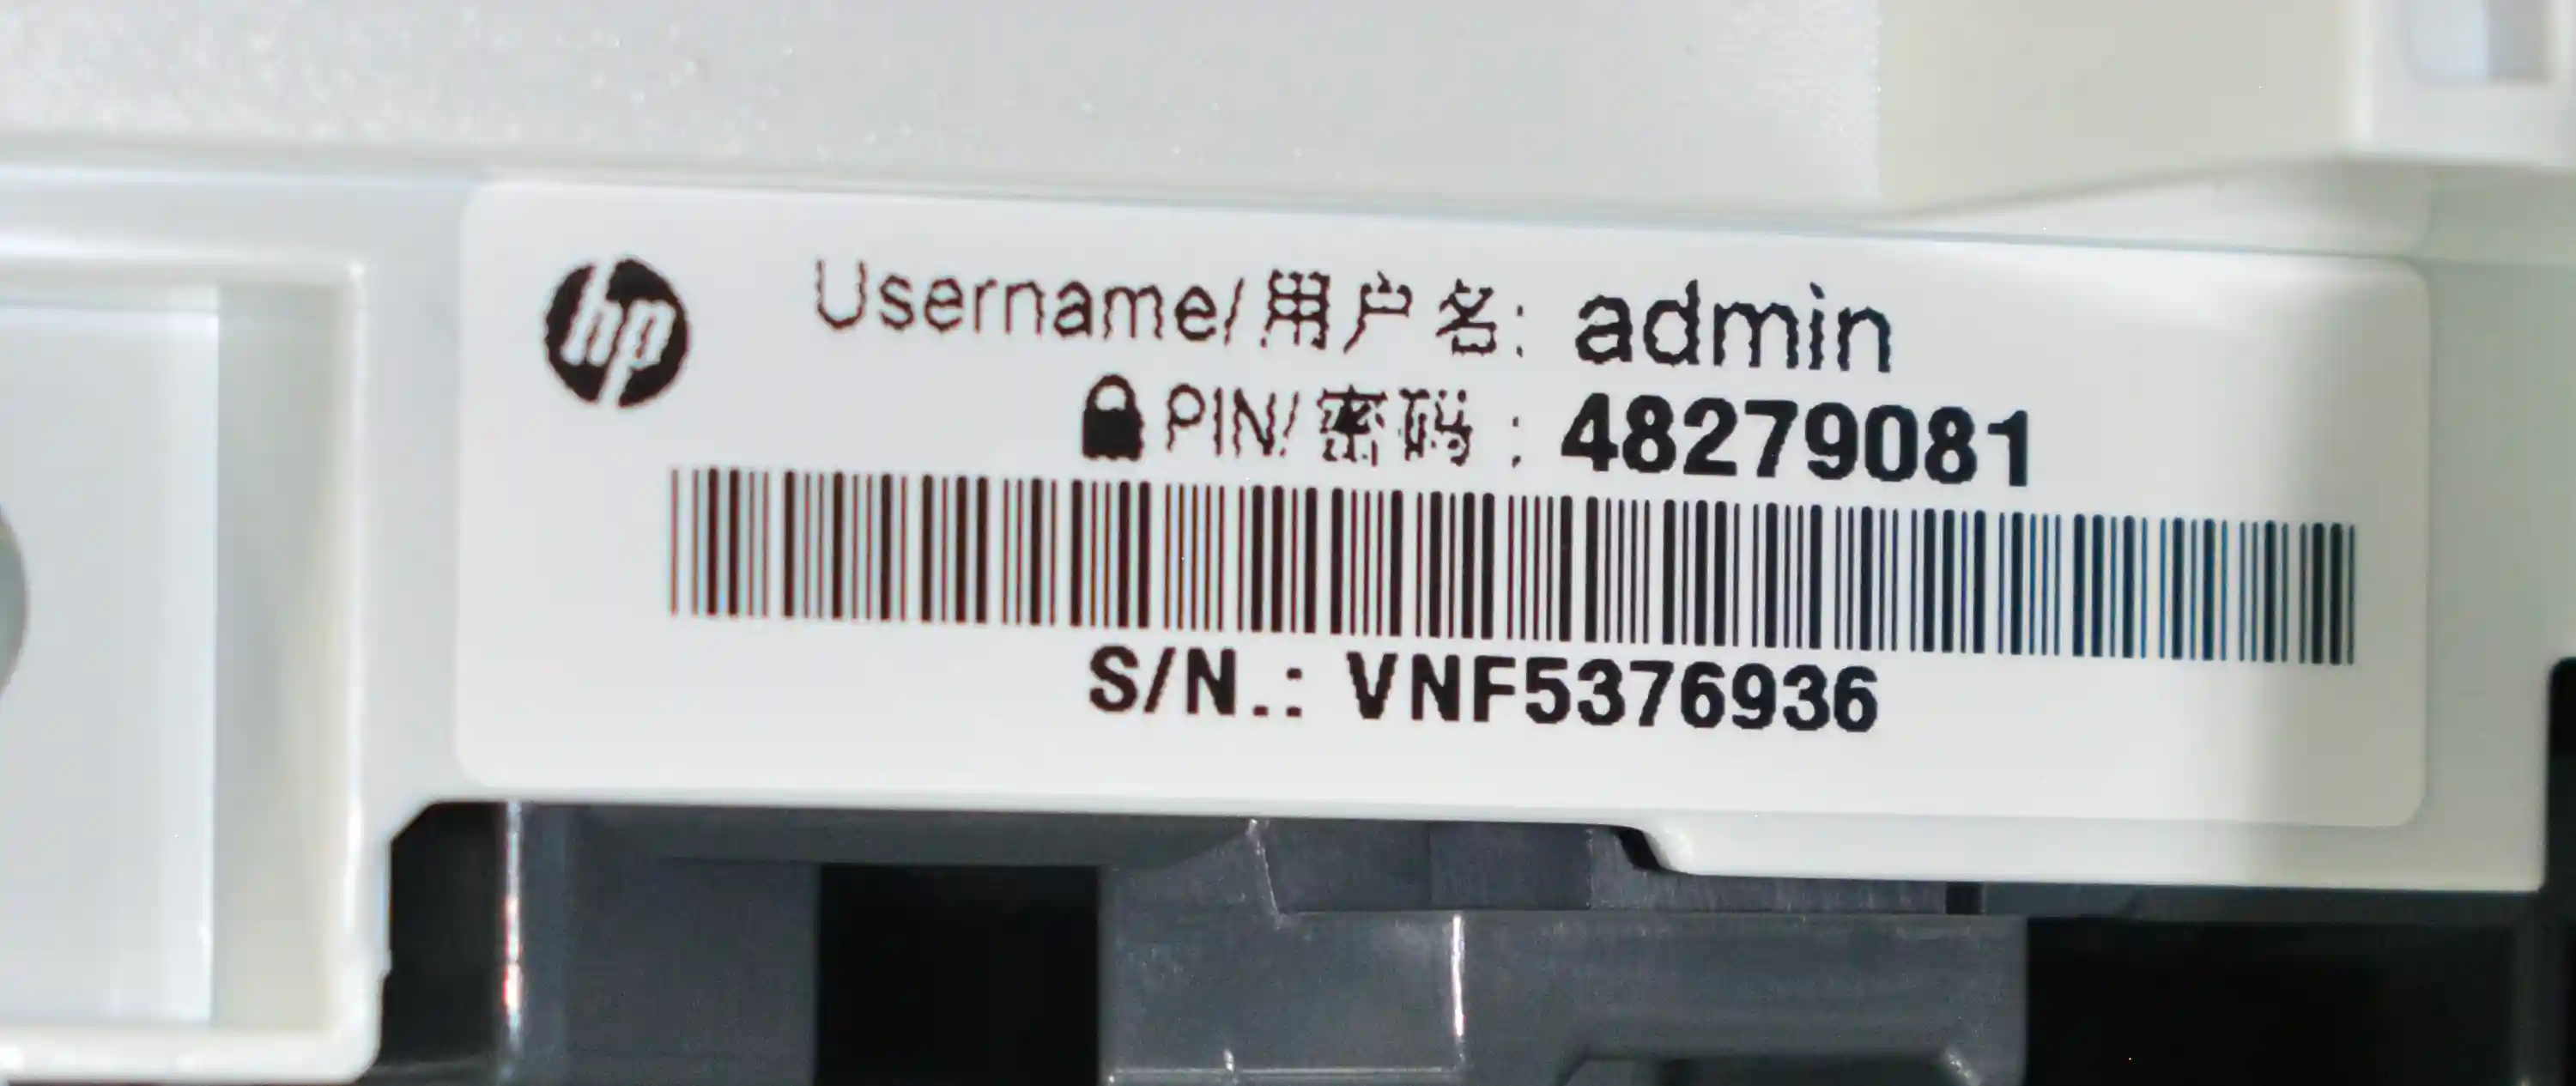 hp Username/用户名: admin
PIN/密码 : 48279081
S/N.: VNF5376936